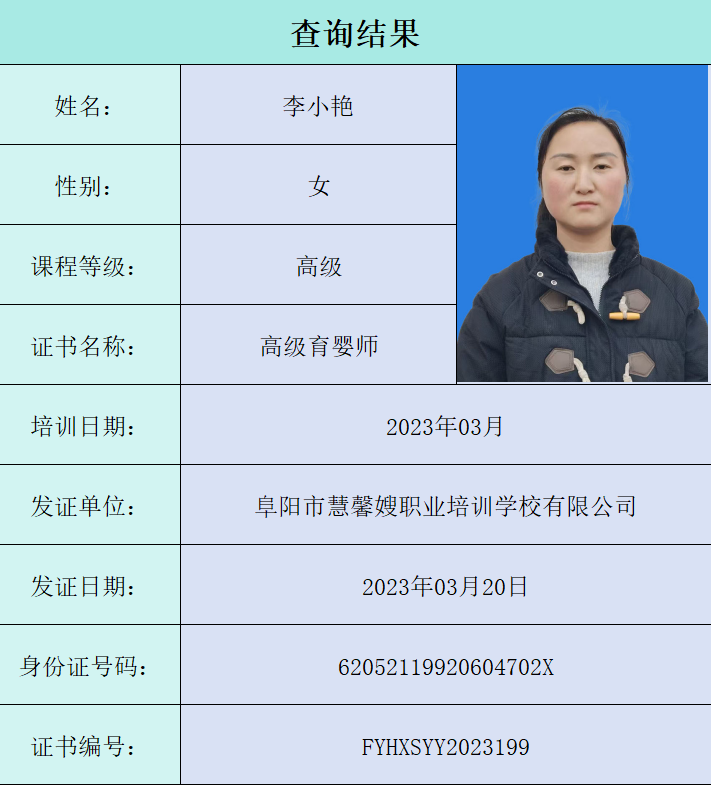 查询结果
姓名： 李小艳
性别： 女
课程等级： 高级
证书名称： 高级育婴师
培训日期： 2023年03月
发证单位： 阜阳市慧馨嫂职业培训学校有限公司
发证日期： 2023年03月20日
身份证号码： 62052119920604702X
证书编号： FYHXSYY2023199